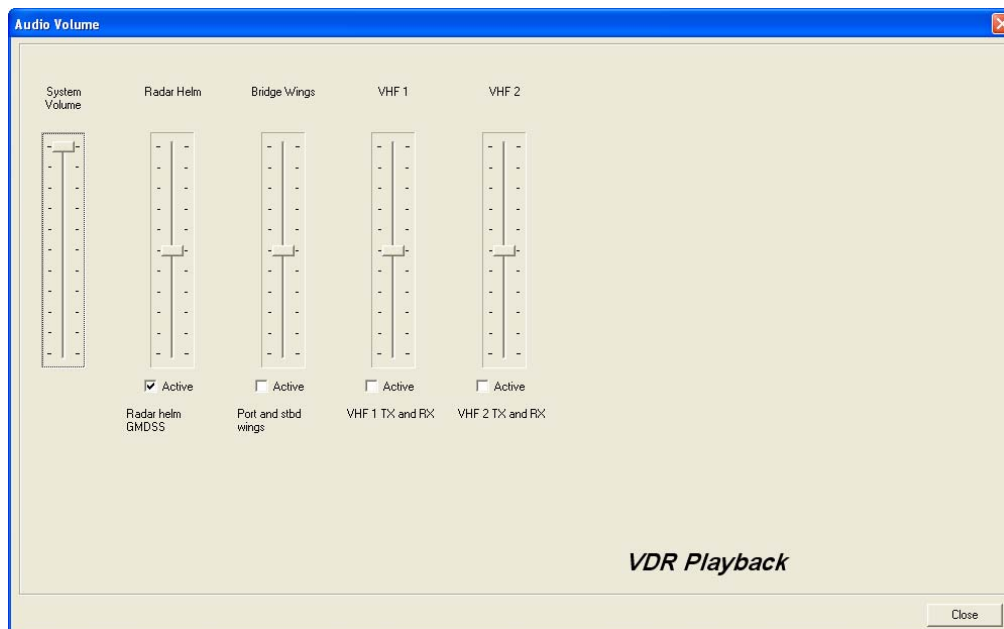 Audio Volume
System
Volume
Radar Helm
Bridge Wings
VHF 1
VHF 2
Active
Active
Active
Active
Radar helm
GMDSS
Port and stbd
wings
VHF 1 TX and RX
VHF 2 TX and RX
VDR Playback
Close